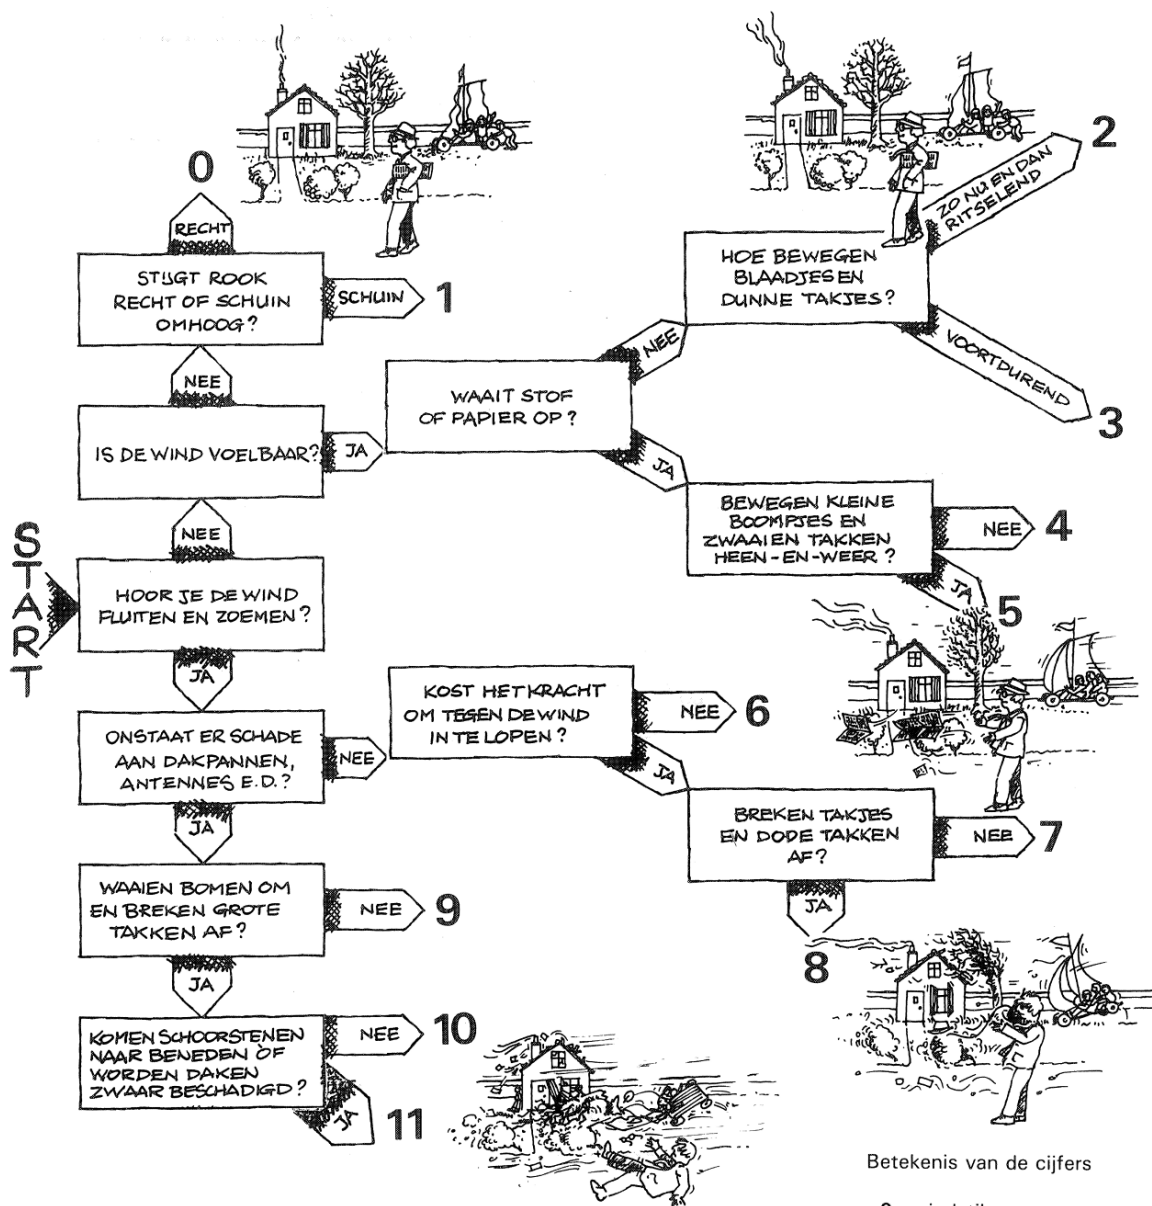 START
0
RECHT
STIJGT ROOK
RECHT OF SCHUIN
OMHOOG?
SCHUIN
1
NEE
IS DE WIND VOELBAAR?
JA
NEE
HOOR JE DE WIND
FLUITEN EN ZOEMEN?
JA
ONSTAAT ER SCHADE
AAN DAKPANNEN,
ANTENNES E.D.?
NEE
JA
WAAIEN BOMEN OM
EN BREKEN GROTE
TAKKEN AF?
NEE
9
JA
KOMEN SCHOORSTENEN
NAAR BENEDEN ÒF
WORDEN DAKEN
ZWAAR BESCHADIGD?
NEE
10
JA
11
WAAIT STOF
OF PAPIER OP?
NEE
JA
HOE BEWEGEN
BLAADJES EN
DUNNE TAKJES?
ZO NU EN DAN
RITSELEND
2
VOORTDUREND
3
BEWEGEN KLEINE
BOOMPJES EN
ZWAAIEN TAKKEN
HEEN-EN-WEER?
NEE
4
JA
5
KOST HET KRACHT
OM TEGEN DE WIND
IN TE LOPEN?
NEE
6
JA
BREKEN TAKJES
EN DODE TAKKEN
AF?
NEE
7
JA
8
Betekenis van de cijfers